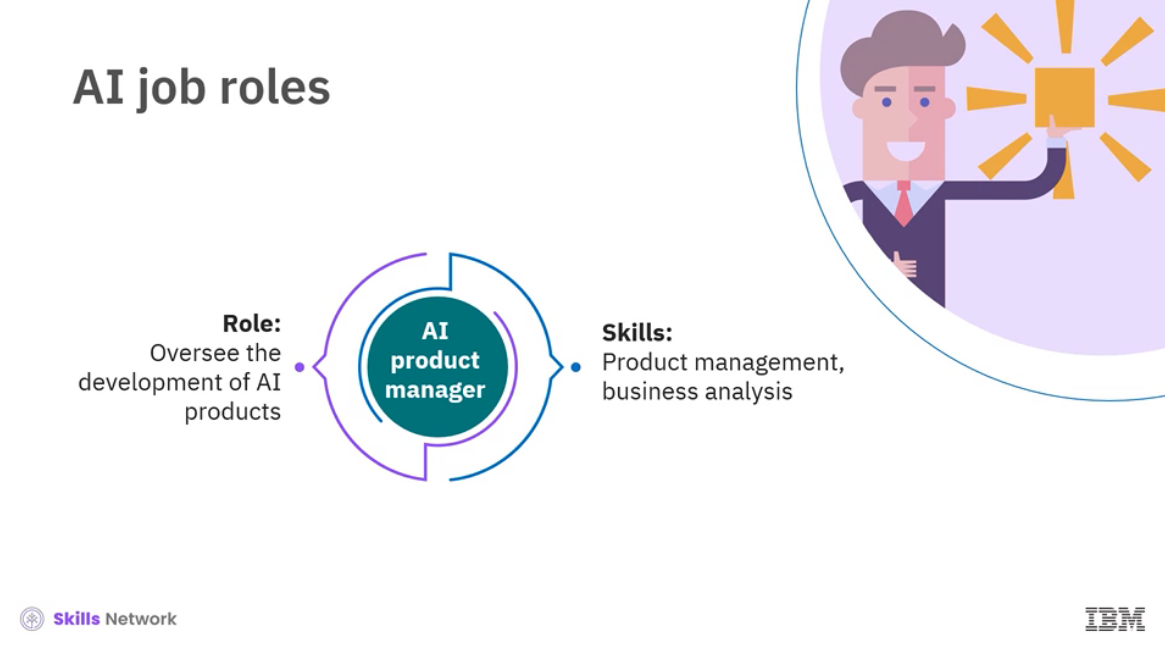 AI job roles
Role:
Oversee the
development of AI
products
AI
product
manager
Skills:
Product management,
business analysis
Skills Network
IBM